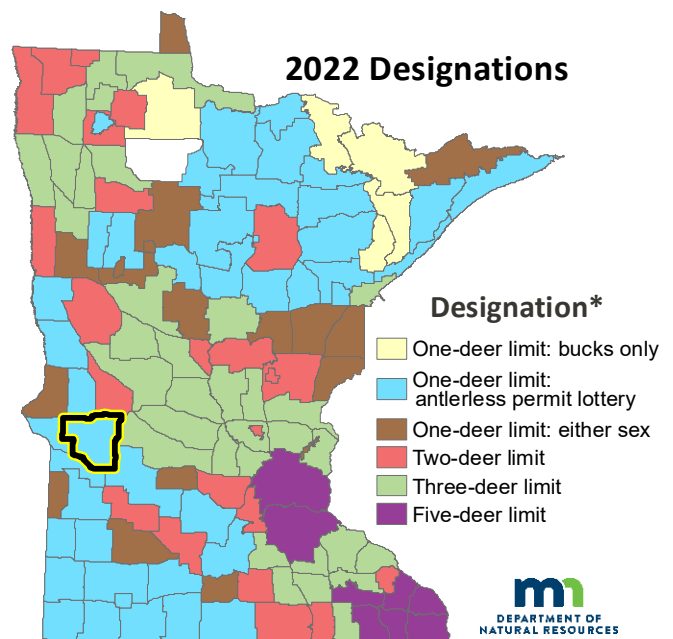 2022 Designations
Designation*
One-deer limit: bucks only
One-deer limit:
antlerless permit lottery
One-deer limit: either sex
Two-deer limit
Three-deer limit
Five-deer limit
mn
DEPARTMENT OF
NATURAL RESOURCES